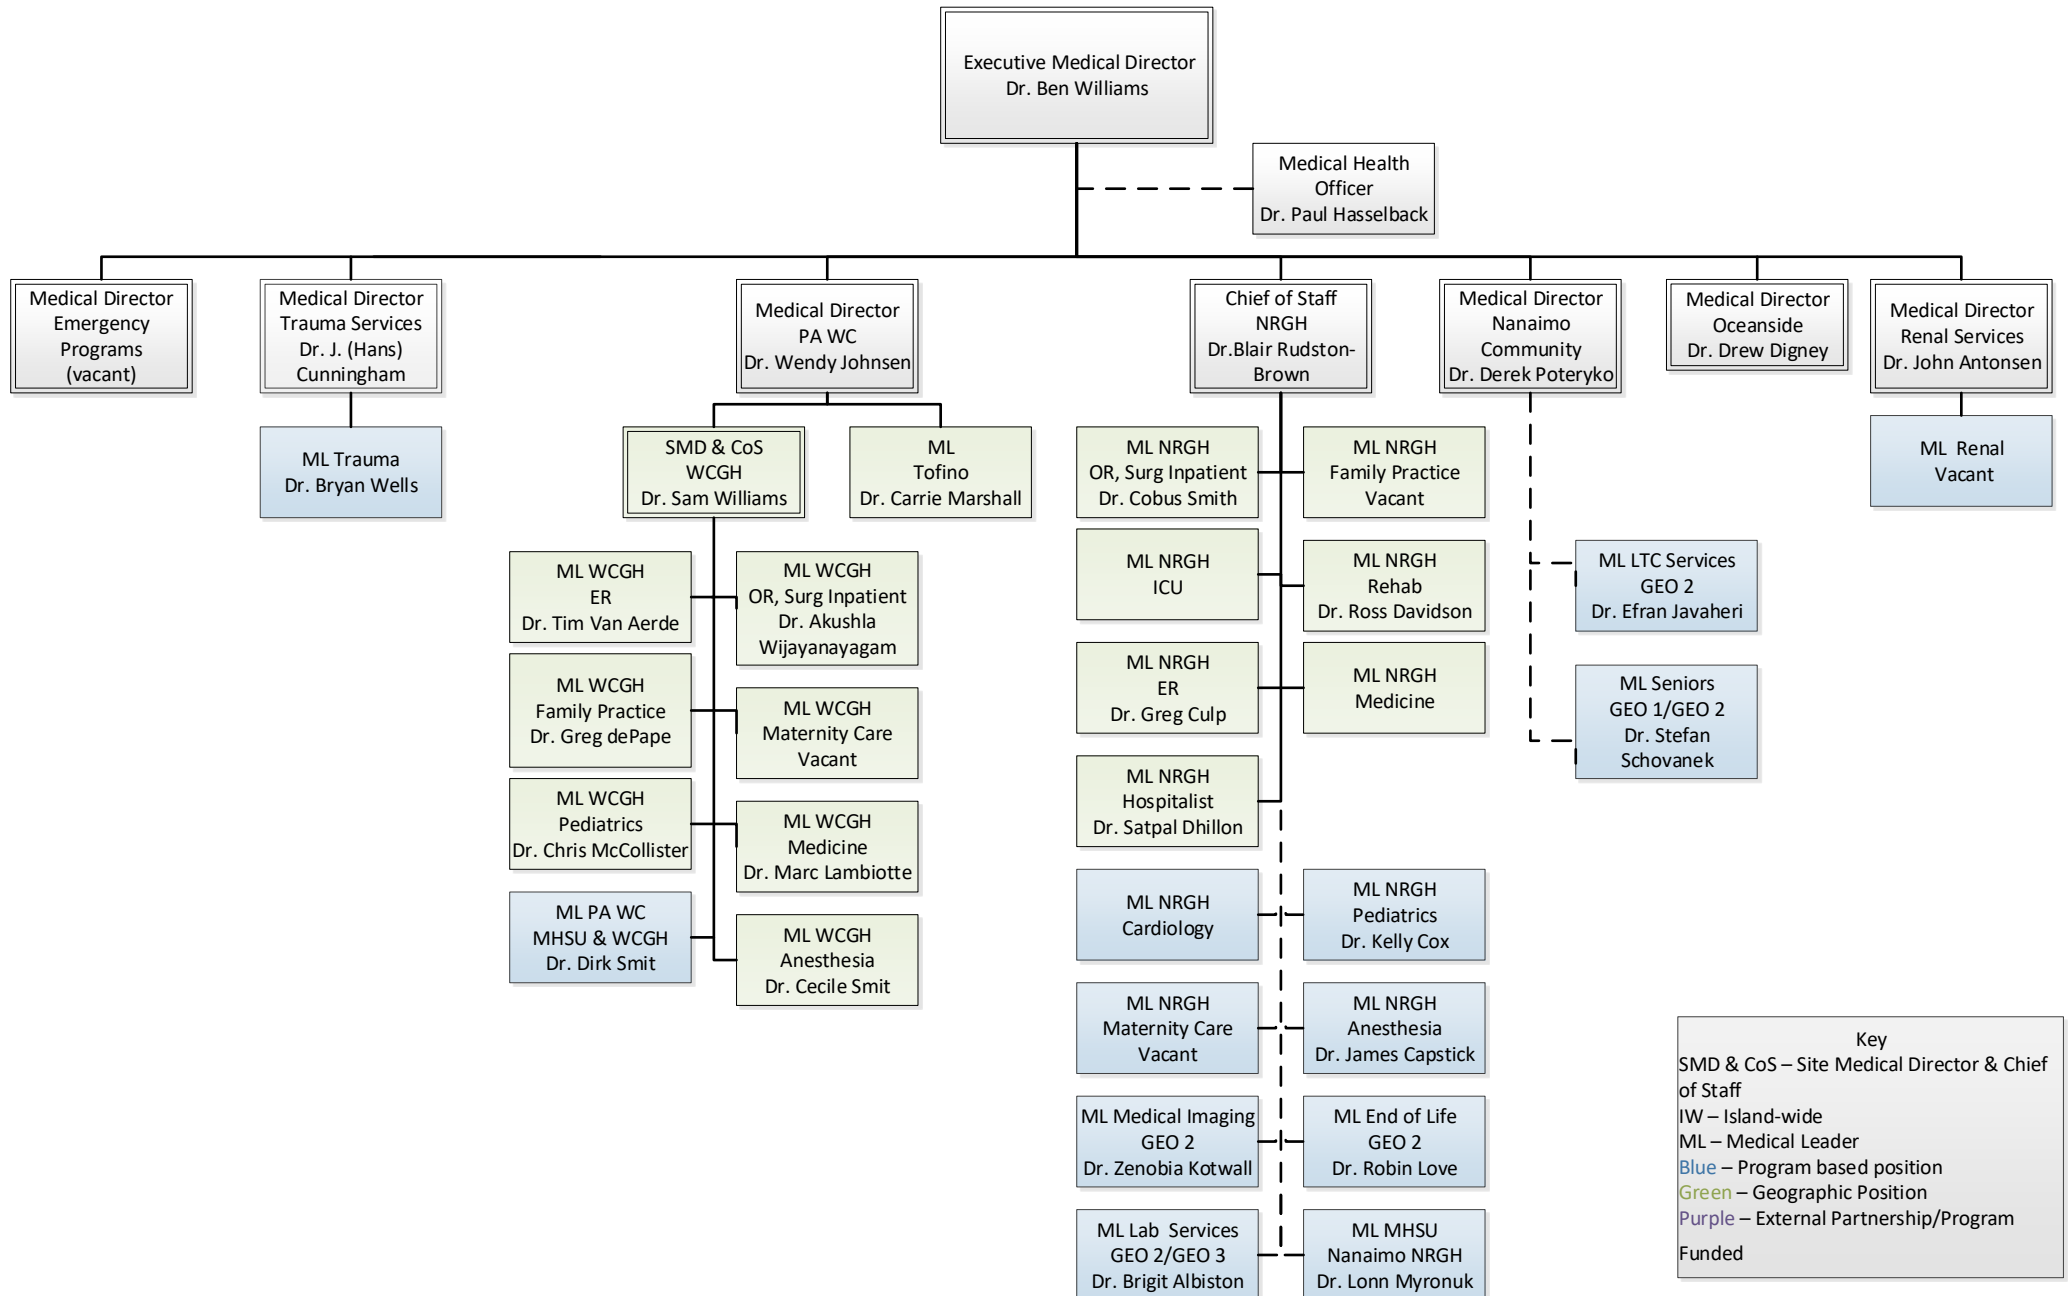 Executive Medical Director
Dr. Ben Williams
Medical Health
Officer
Dr. Paul Hasselback
Medical Director
Emergency
Programs
(vacant)
Medical Director
Trauma Services
Dr. J. (Hans)
Cunningham
Medical Director
PA WC
Dr. Wendy Johnsen
Chief of Staff
NRGH
Dr.Blair Rudston-
Brown
Medical Director
Nanaimo
Community
Dr. Derek Poteryko
Medical Director
Oceanside
Dr. Drew Digney
Medical Director
Renal Services
Dr. John Antonsen
ML Trauma
Dr. Bryan Wells
SMD & CoS
WCGH
Dr. Sam Williams
ML
Tofino
Dr. Carrie Marshall
ML WCGH
ER
Dr. Tim Van Aerde
ML WCGH
OR, Surg Inpatient
Dr. Akushla
Wijayanayagam
ML WCGH
Family Practice
Dr. Greg dePape
ML WCGH
Maternity Care
Vacant
ML WCGH
Pediatrics
Dr. Chris McCollister
ML WCGH
Medicine
Dr. Marc Lambiotte
ML PA WC
MHSU & WCGH
Dr. Dirk Smit
ML WCGH
Anesthesia
Dr. Cecile Smit
ML NRGH
OR, Surg Inpatient
Dr. Cobus Smith
ML NRGH
Family Practice
Vacant
ML NRGH
ICU
ML NRGH
Rehab
Dr. Ross Davidson
ML NRGH
ER
Dr. Greg Culp
ML NRGH
Medicine
ML NRGH
Hospitalist
Dr. Satpal Dhillon
ML NRGH
Cardiology
ML NRGH
Pediatrics
Dr. Kelly Cox
ML NRGH
Maternity Care
Vacant
ML NRGH
Anesthesia
Dr. James Capstick
ML Medical Imaging
GEO 2
Dr. Zenobia Kotwall
ML End of Life
GEO 2
Dr. Robin Love
ML Lab Services
GEO 2/GEO 3
Dr. Brigit Albiston
ML MHSU
Nanaimo NRGH
Dr. Lonn Myronuk
ML LTC Services
GEO 2
Dr. Efran Javaheri
ML Seniors
GEO 1/GEO 2
Dr. Stefan
Schovanek
ML Renal
Vacant
Key
SMD & CoS – Site Medical Director & Chief
of Staff
IW – Island-wide
ML – Medical Leader
Blue – Program based position
Green – Geographic Position
Purple – External Partnership/Program
Funded